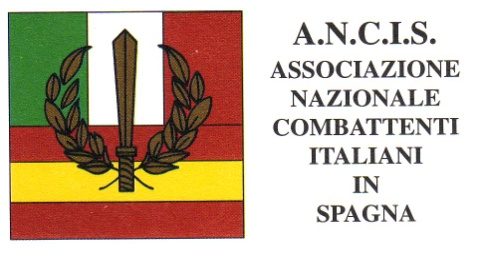 A.N.C.I.S.
ASSOCIAZIONE
NAZIONALE
COMBATTENTI
ITALIANI
IN
SPAGNA